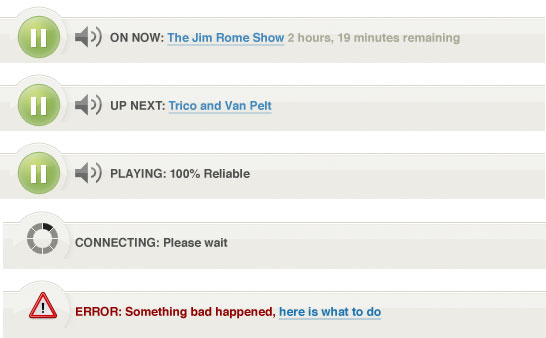 ON NOW: The Jim Rome Show 2 hours, 19 minutes remaining
UP NEXT: Trico and Van Pelt
PLAYING: 100% Reliable
CONNECTING: Please wait
ERROR: Something bad happened, here is what to do